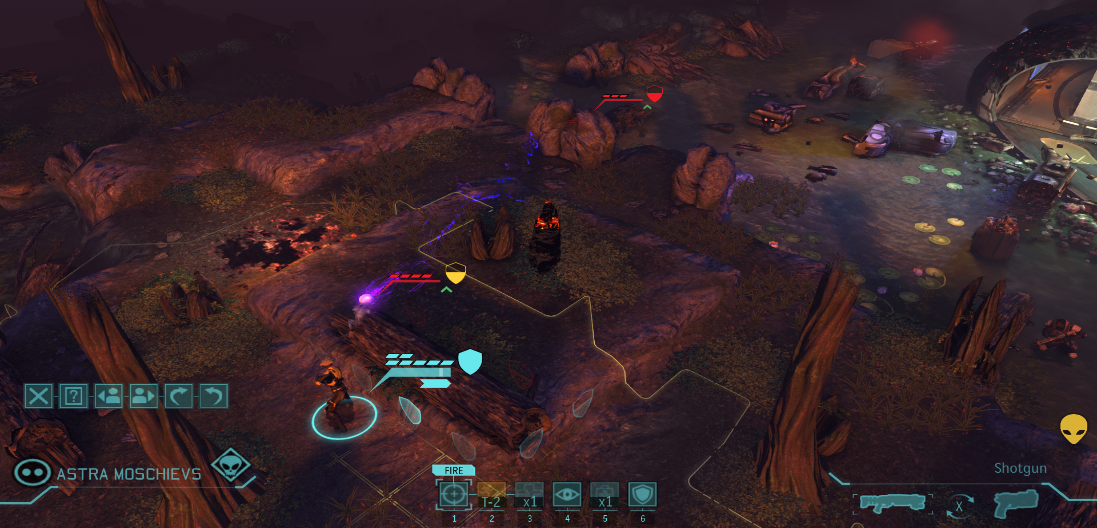 ASTRA MOSCHIEVS
FIRE
T-2
x1
x1
1
2
3
4
5
6
Shotgun
X